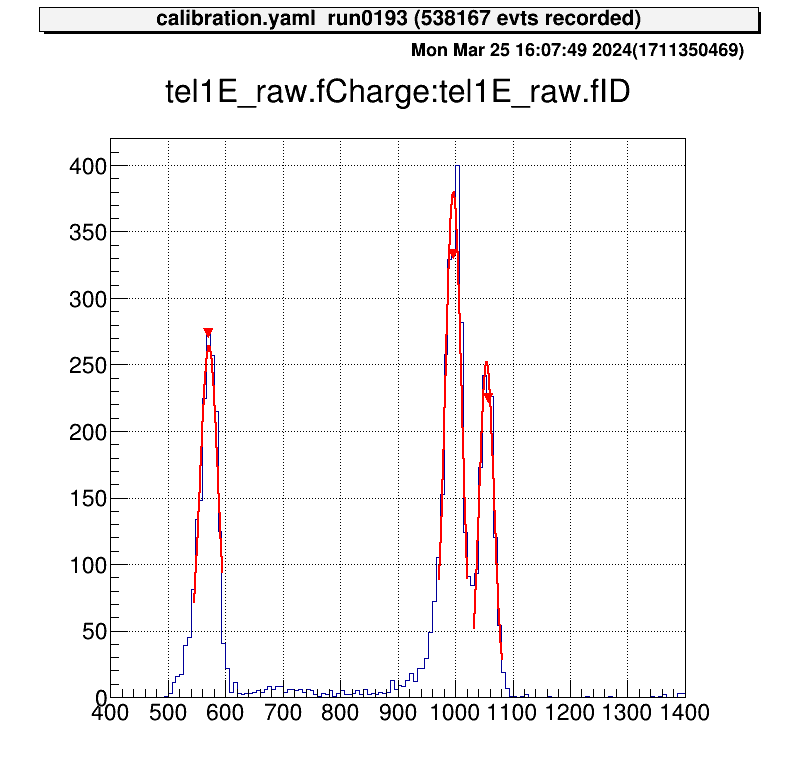 calibration.yaml run0193 (538167 evts recorded)
Mon Mar 25 16:07:49 2024(1711350469)
tel1E_raw.fCharge:tel1E_raw.fID
400
350
300
250
200
150
100
50
0
400 500 600 700 800 900 1000 1100 1200 1300 1400